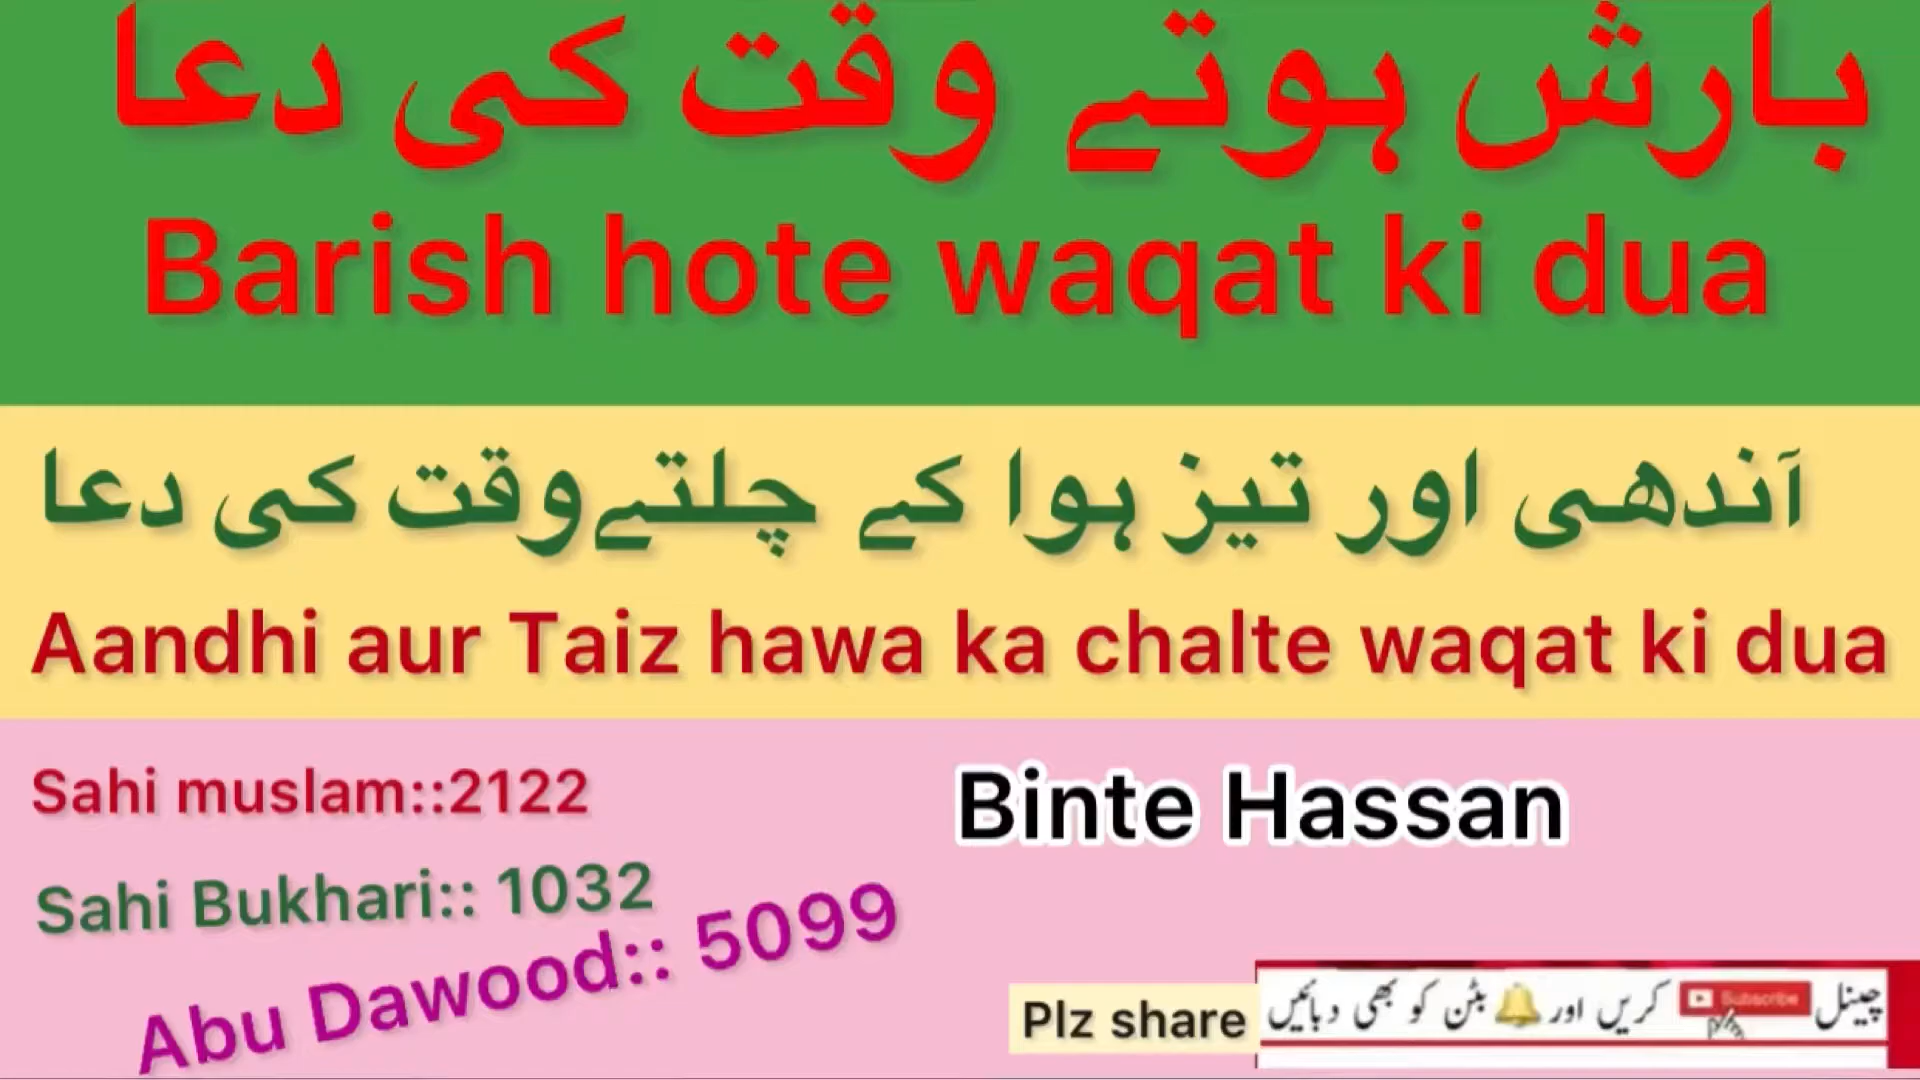 بارش ہوتے وقت کی دعا
Barish hote waqat ki dua
آندھی اور تیز ہوا کے چلتےوقت کی دعا
Aandhi aur Taiz hawa ka chalte waqat ki dua
Sahi muslam::2122
Binte Hassan
Sahi Bukhari:: 1032
Abu Dawood:: 5099
Plz share
چینل Subscribe کریں اور 🔔 بٹن کو بھی دبائیں